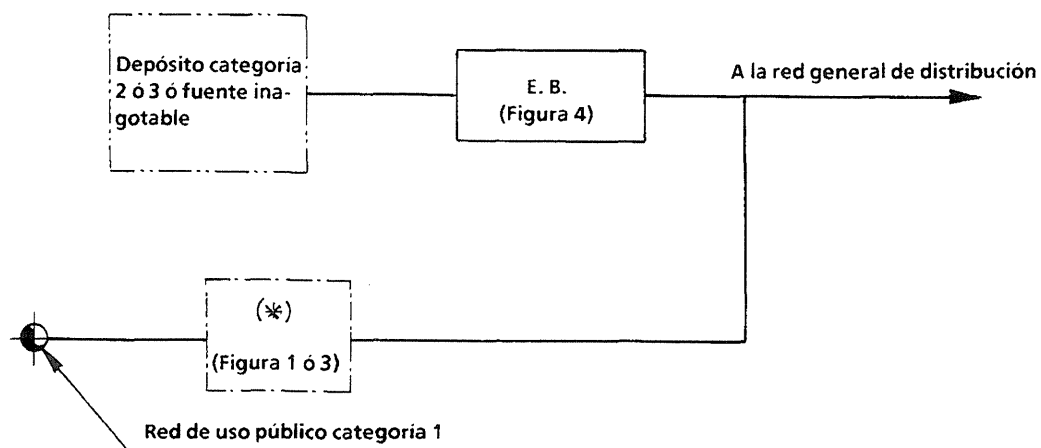 Depósito categoria
2 ó 3 ó fuente ina-
gotable
E. B.
(Figura 4)
A la red general de distribución
(*)
(Figura 1 ó 3)
Red de uso público categoría 1